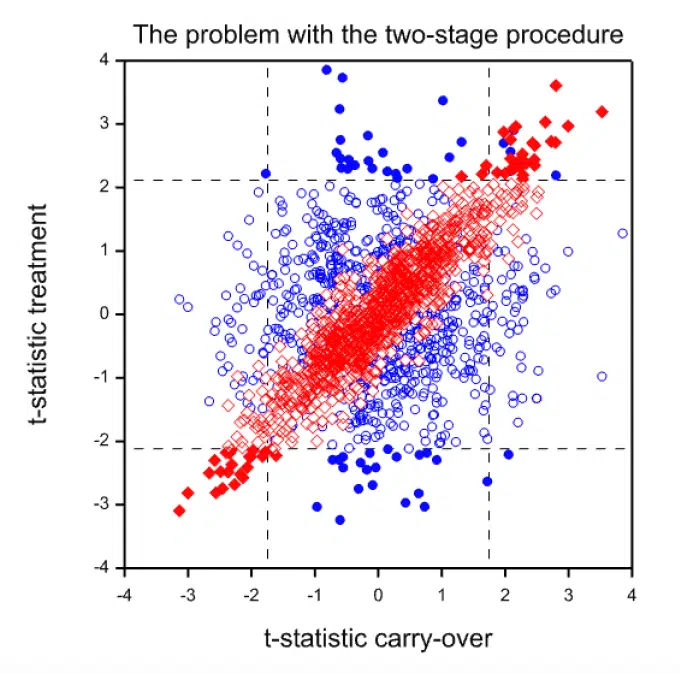 The problem with the two-stage procedure
4
3
2
1
0
-1
-2
-3
-4
t-statistic treatment
-4 -3 -2 -1 0 1 2 3 4
t-statistic carry-over